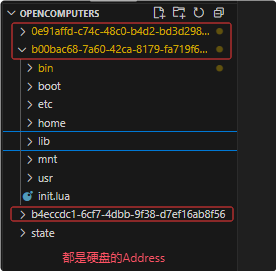 OPENCOMPUTERS
0e91affd-c74c-48c0-b4d2-bd3d298...
b00bac68-7a60-42ca-8179-fa719f6...
bin
boot
etc
home
lib
mnt
usr
init.lua
b4eccdc1-6cf7-4dbb-9f38-d7ef16ab8f56
state
都是硬盘的Address